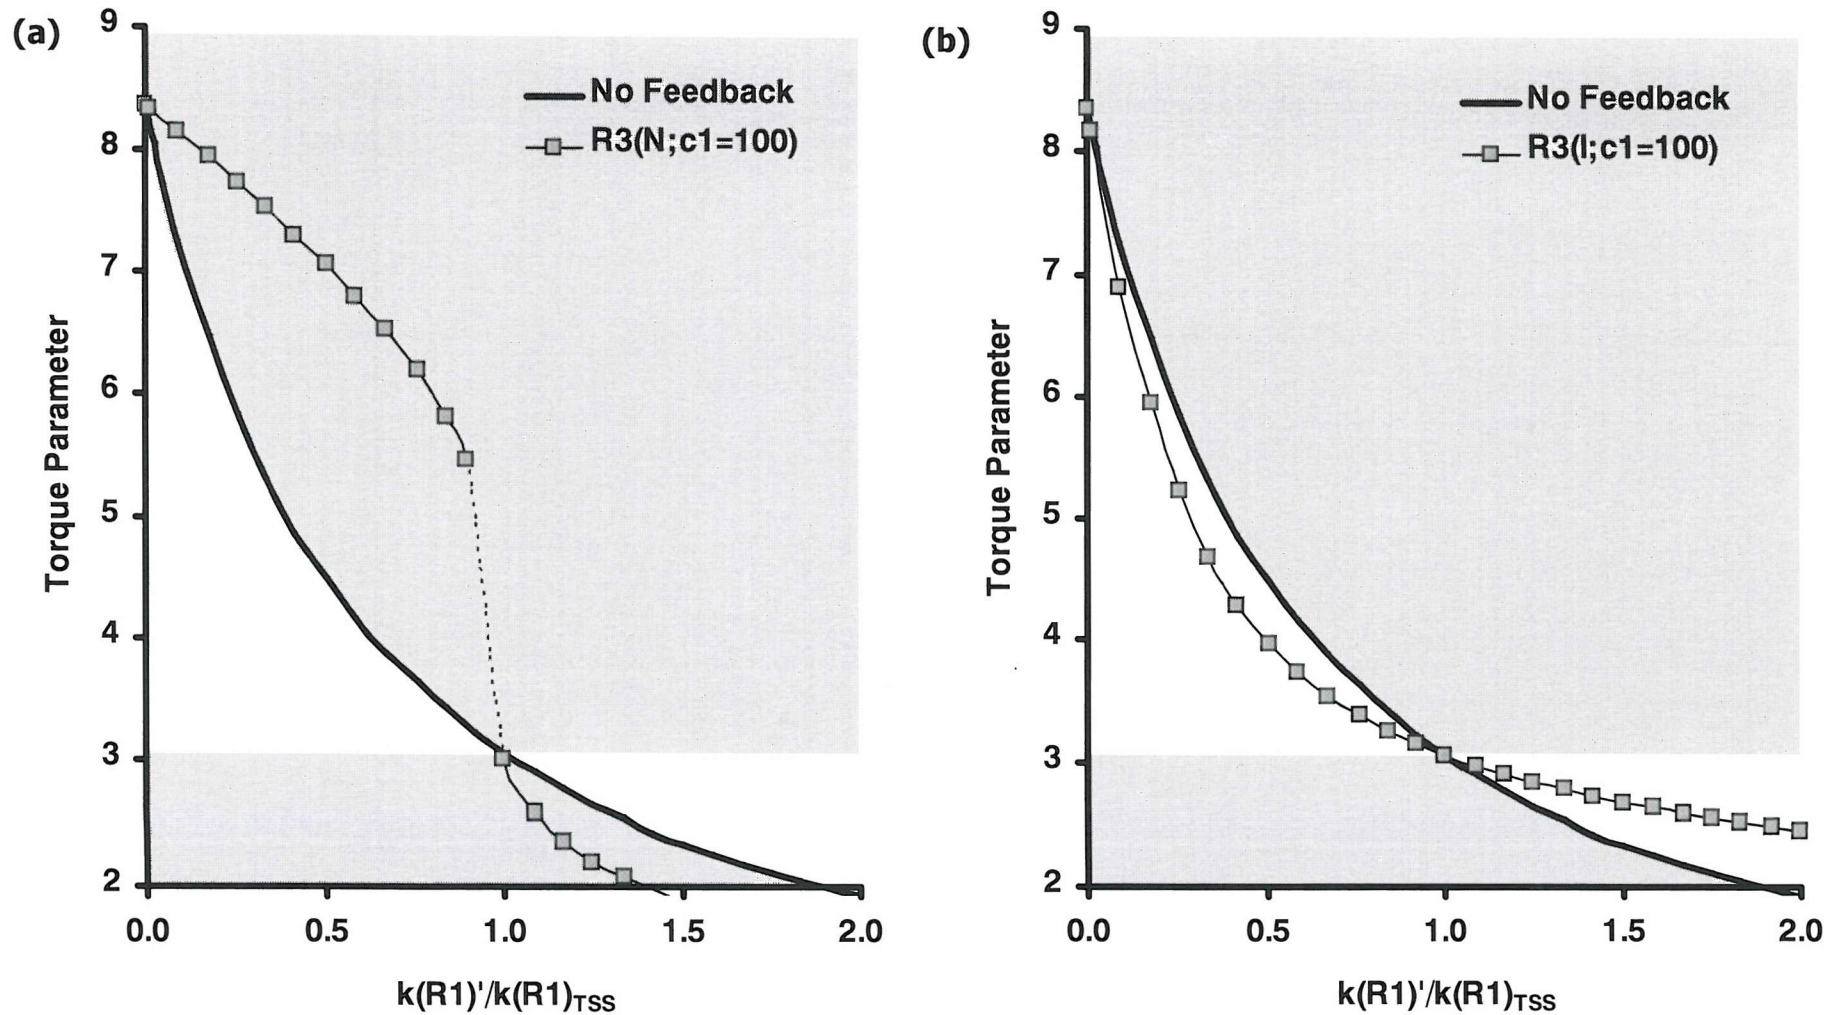 (a)
9
8
7
6
5
4
3
2
Torque Parameter
No Feedback
R3(N;c1=100)
0.0 0.5 1.0 1.5 2.0
k(R1)'/k(R1)TSS
(b)
9
8
7
6
5
4
3
2
Torque Parameter
No Feedback
R3(I;c1=100)
0.0 0.5 1.0 1.5 2.0
k(R1)'/k(R1)TSS